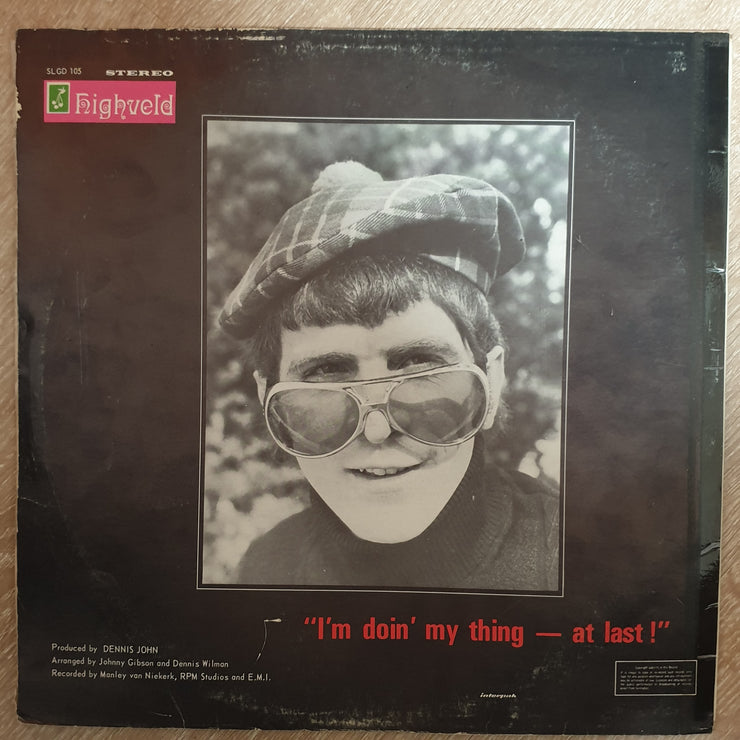 SLGD 105 STEREO
highveld
"I'm doin' my thing — at last!"
Produced by DENNIS JOHN
Arranged by Johnny Gibson and Dennis Wilman
Recorded by Manley van Niekerk, RPM Studios and E.M.I.
interpak